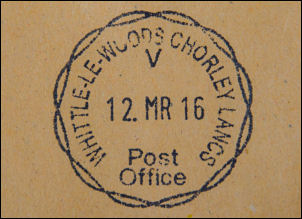 WHITTLE-LE-WOODS CHORLEY LANCS
V
12. MR 16
Post
Office